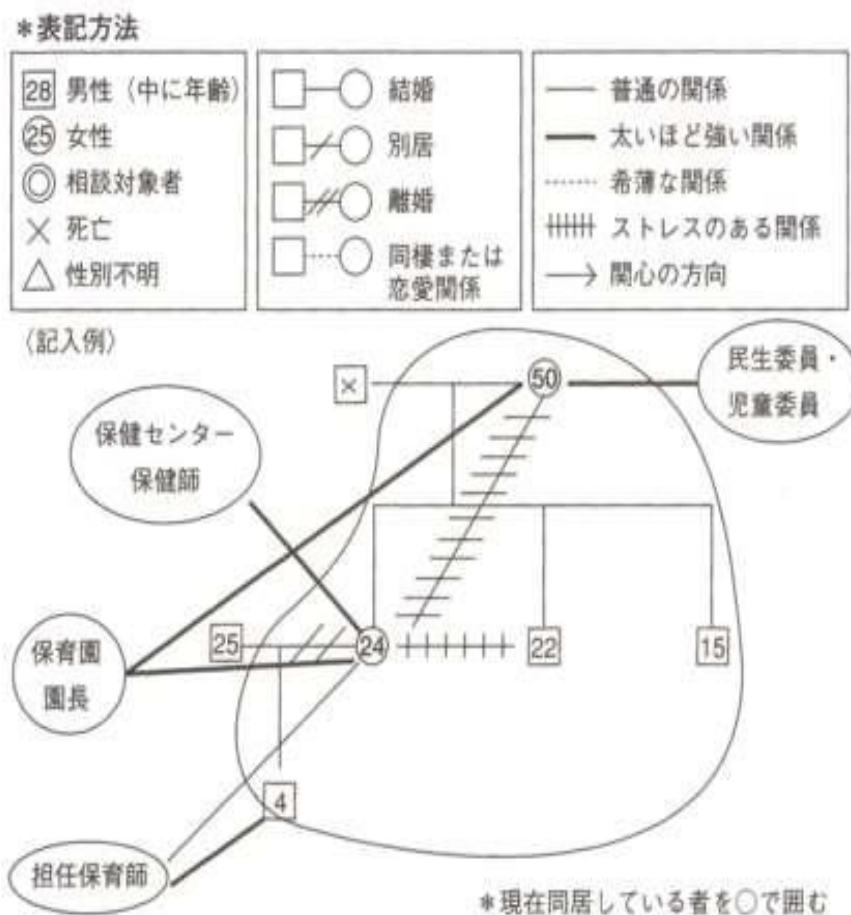 *表記方法
28 男性（中に年齢）
25 女性
相談対象者
× 死亡
性別不明
結婚
別居
離婚
同棲または
恋愛関係
普通の関係
太いほど強い関係
希薄な関係
ストレスのある関係
関心の方向
〈記入例〉
×
50
民生委員・
児童委員
保健センター
保健師
保育園
園長
25
24
22
15
4
担任保育師
*現在同居している者を○で囲む